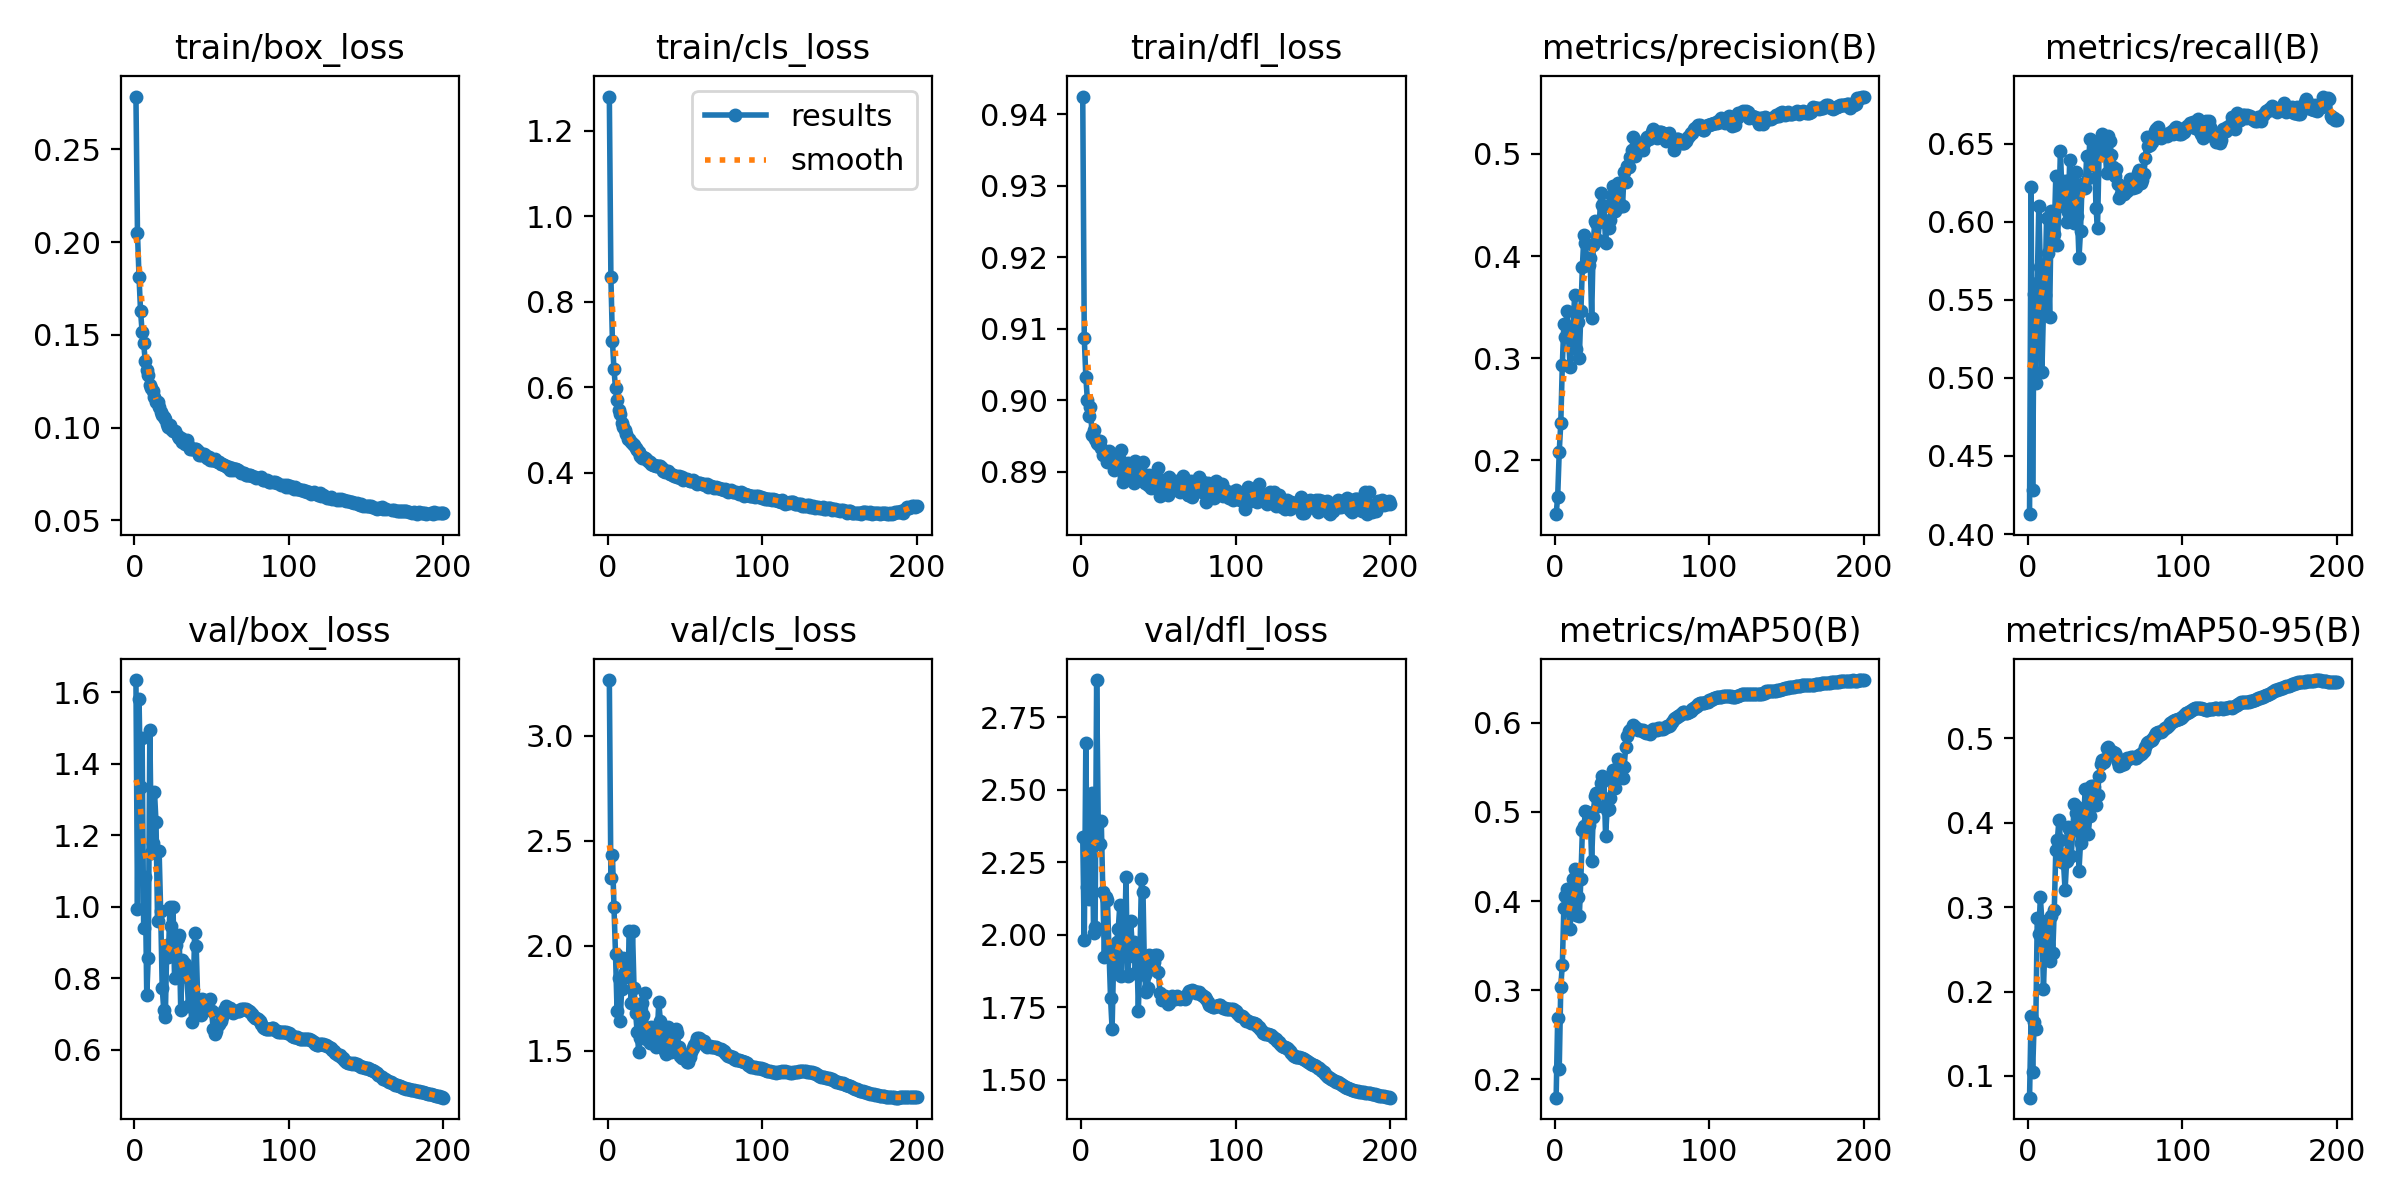 train/box_loss
0.25
0.20
0.15
0.10
0.05
0 100 200
train/cls_loss
results
smooth
1.2
1.0
0.8
0.6
0.4
0 100 200
train/dfl_loss
0.94
0.93
0.92
0.91
0.90
0.89
0 100 200
metrics/precision(B)
0.5
0.4
0.3
0.2
0 100 200
metrics/recall(B)
0.65
0.60
0.55
0.50
0.45
0.40
0 100 200
val/box_loss
1.6
1.4
1.2
1.0
0.8
0.6
0 100 200
val/cls_loss
3.0
2.5
2.0
1.5
0 100 200
val/dfl_loss
2.75
2.50
2.25
2.00
1.75
1.50
0 100 200
metrics/mAP50(B)
0.6
0.5
0.4
0.3
0.2
0 100 200
metrics/mAP50-95(B)
0.5
0.4
0.3
0.2
0.1
0 100 200